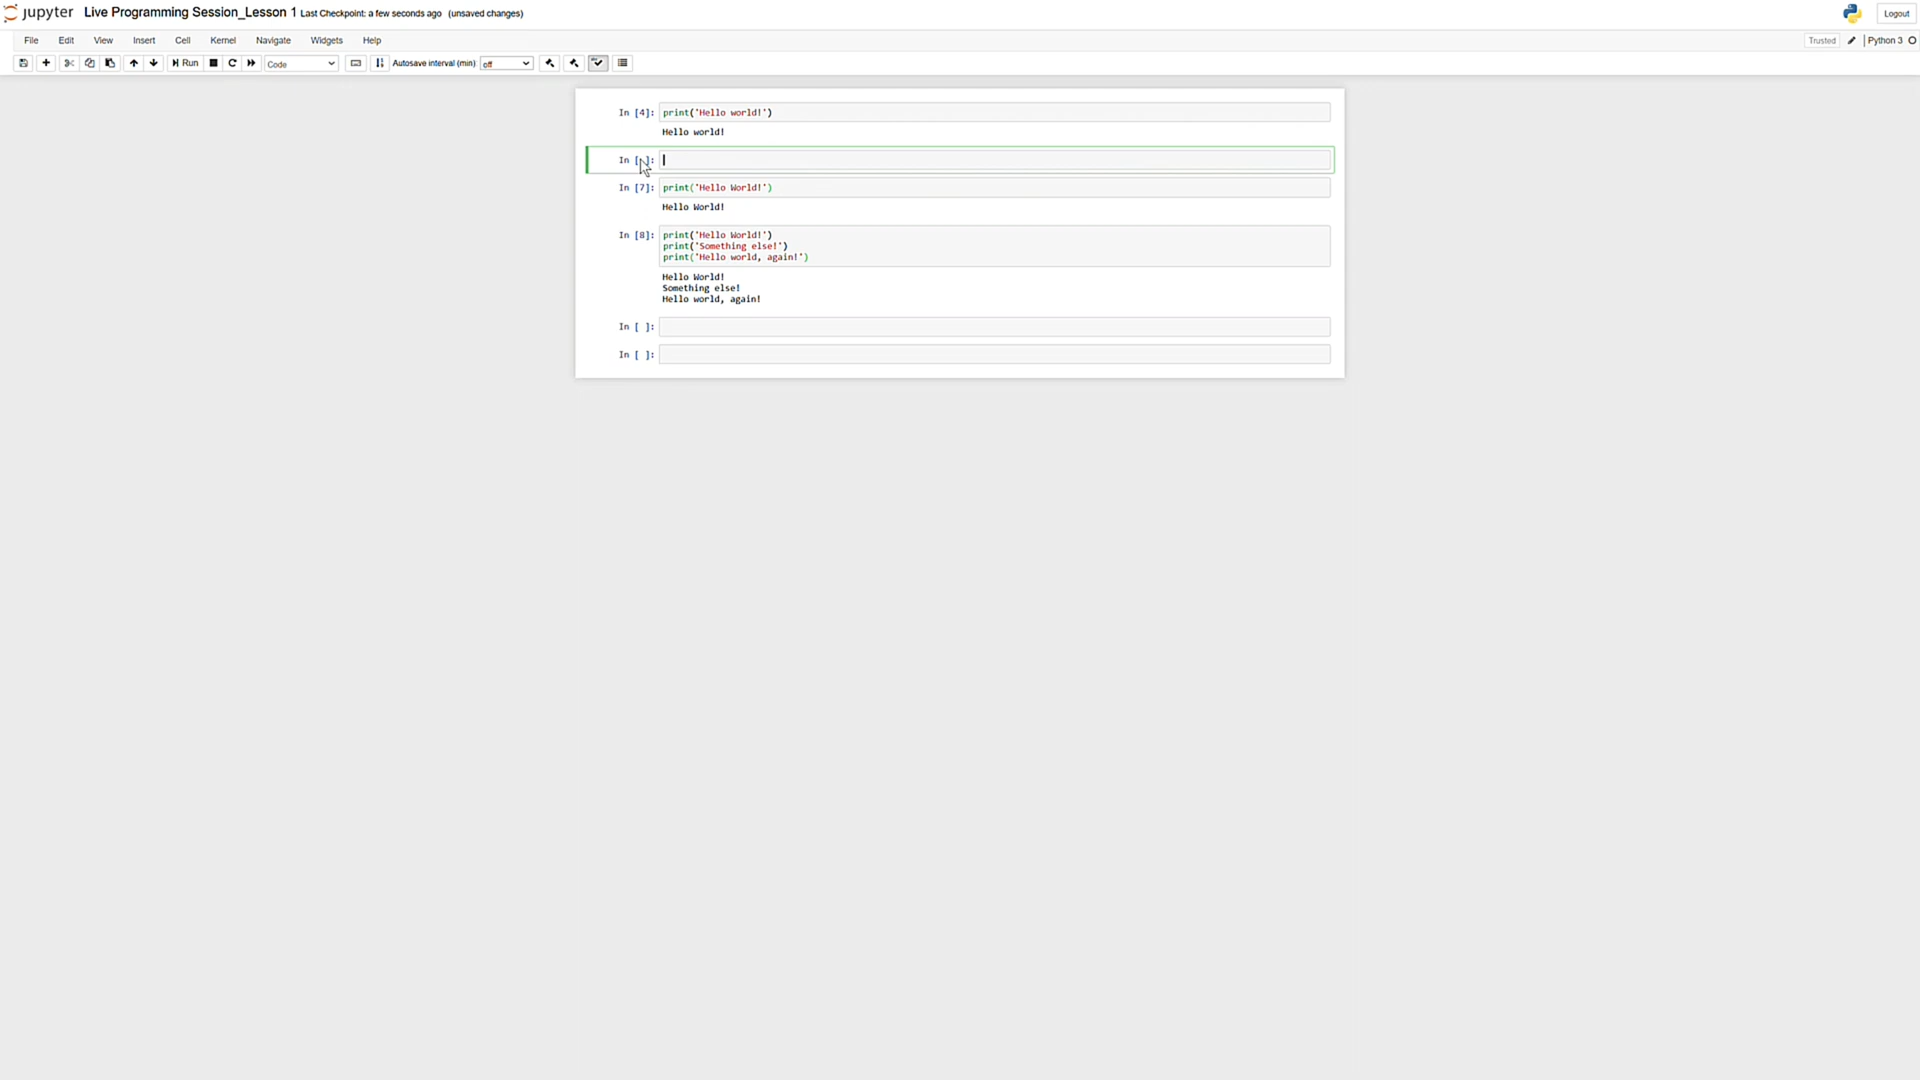 jupyter Live Programming Session_Lesson 1 Last Checkpoint: a few seconds ago (unsaved changes) Logout
File Edit View Insert Cell Kernel Navigate Widgets Help Trusted Python 3
Run Code Autosave interval (min): off
In [4]: print('Hello world!')
Hello world!
In [ ]:
In [7]: print('Hello World!')
Hello World!
In [8]: print('Hello World!')
print('Something else!')
print('Hello world, again!')
Hello World!
Something else!
Hello world, again!
In [ ]:
In [ ]: